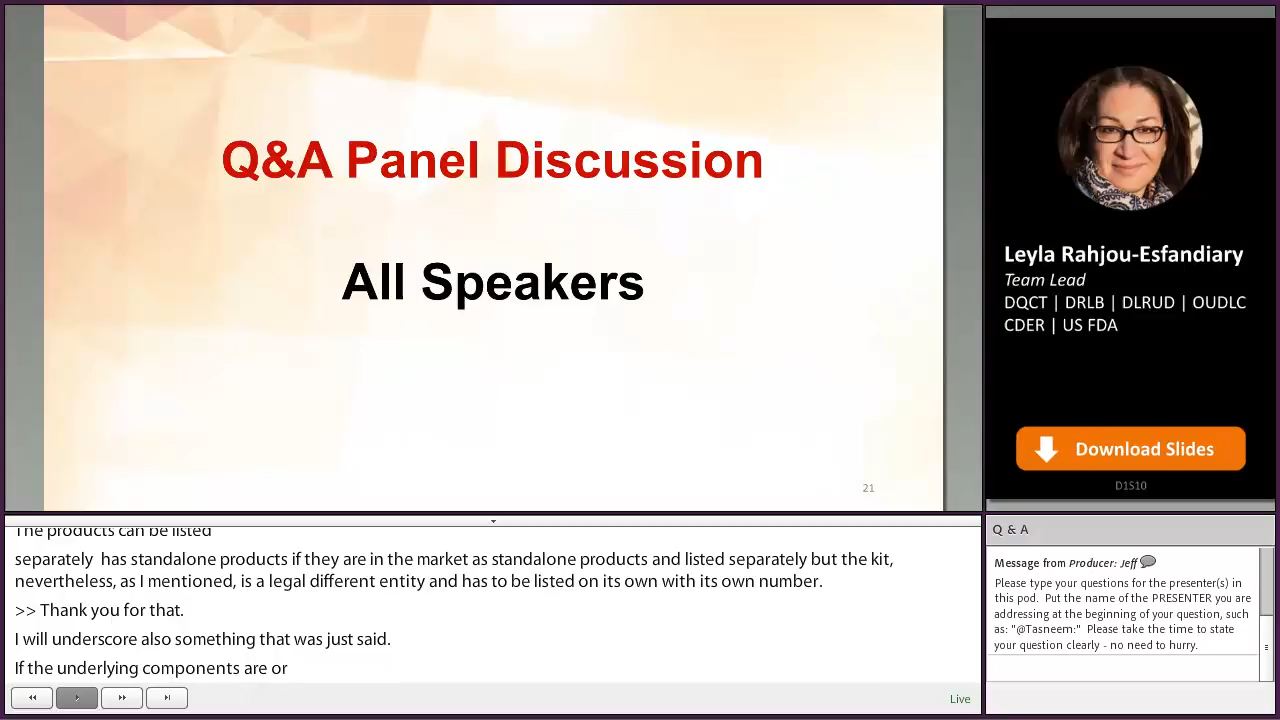 Q&A Panel Discussion
All Speakers
21
Leyla Rahjou-Esfandiary
Team Lead
DQCT | DRLB | DLRUD | OUDLC
CDER | US FDA
Download Slides
D1S10
The products can be listed
separately has standalone products if they are in the market as standalone products and listed separately but the kit,
nevertheless, as I mentioned, is a legal different entity and has to be listed on its own with its own number.
>> Thank you for that.
I will underscore also something that was just said.
If the underlying components are or
Live
Q & A
Message from Producer: Jeff
Please type your questions for the presenter(s) in
this pod. Put the name of the PRESENTER you are
addressing at the beginning of your question, such
as: "@Tasneem:" Please take the time to state
your question clearly - no need to hurry.